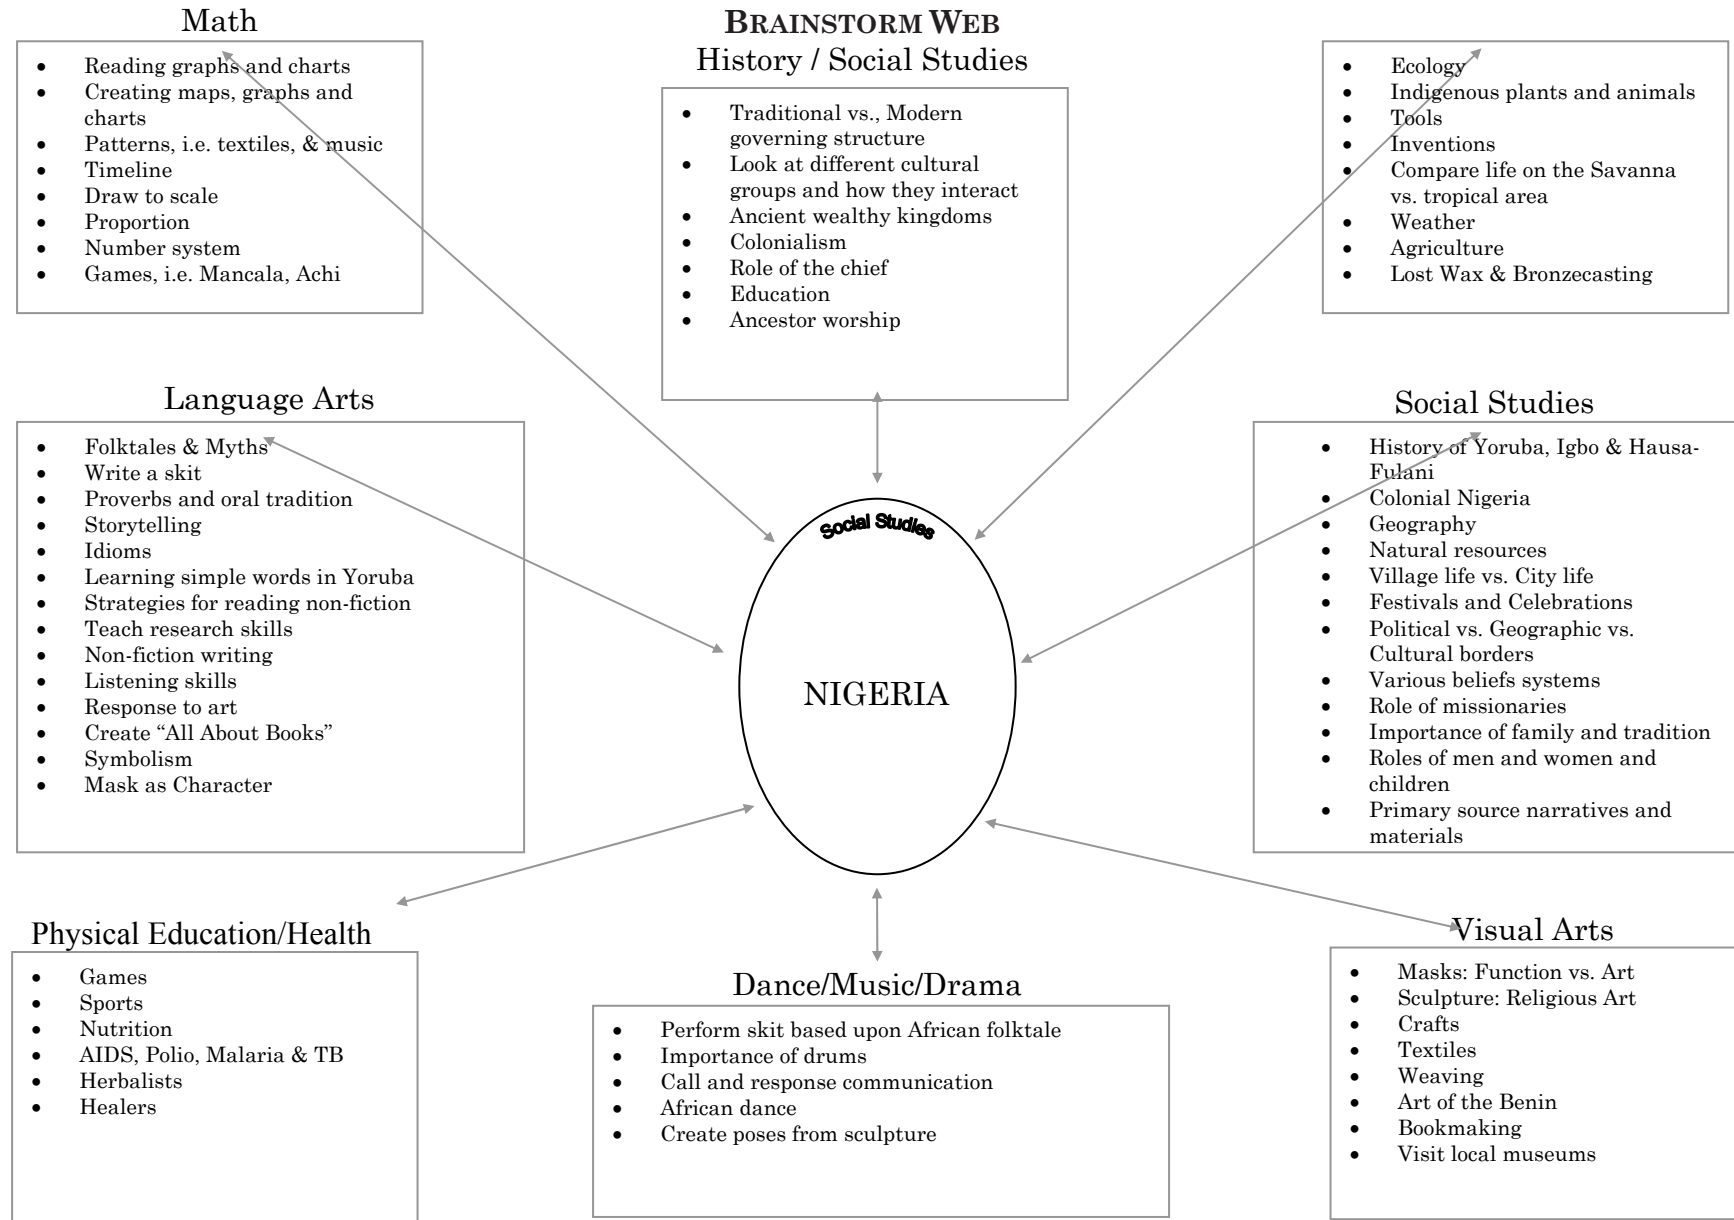 BRAINSTORM WEB
Math
• Reading graphs and charts
• Creating maps, graphs and
charts
• Patterns, i.e. textiles, & music
• Timeline
• Draw to scale
• Proportion
• Number system
• Games, i.e. Mancala, Achi
History / Social Studies
• Traditional vs., Modern
governing structure
• Look at different cultural
groups and how they interact
• Ancient wealthy kingdoms
• Colonialism
• Role of the chief
• Education
• Ancestor worship
• Ecology
• Indigenous plants and animals
• Tools
• Inventions
• Compare life on the Savanna
vs. tropical area
• Weather
• Agriculture
• Lost Wax & Bronzecasting
Language Arts
• Folktales & Myths
• Write a skit
• Proverbs and oral tradition
• Storytelling
• Idioms
• Learning simple words in Yoruba
• Strategies for reading non-fiction
• Teach research skills
• Non-fiction writing
• Listening skills
• Response to art
• Create “All About Books”
• Symbolism
• Mask as Character
Social Studies
NIGERIA
Social Studies
• History of Yoruba, Igbo & Hausa-
Fulani
• Colonial Nigeria
• Geography
• Natural resources
• Village life vs. City life
• Festivals and Celebrations
• Political vs. Geographic vs.
Cultural borders
• Various beliefs systems
• Role of missionaries
• Importance of family and tradition
• Roles of men and women and
children
• Primary source narratives and
materials
Physical Education/Health
• Games
• Sports
• Nutrition
• AIDS, Polio, Malaria & TB
• Herbalists
• Healers
Dance/Music/Drama
• Perform skit based upon African folktale
• Importance of drums
• Call and response communication
• African dance
• Create poses from sculpture
Visual Arts
• Masks: Function vs. Art
• Sculpture: Religious Art
• Crafts
• Textiles
• Weaving
• Art of the Benin
• Bookmaking
• Visit local museums